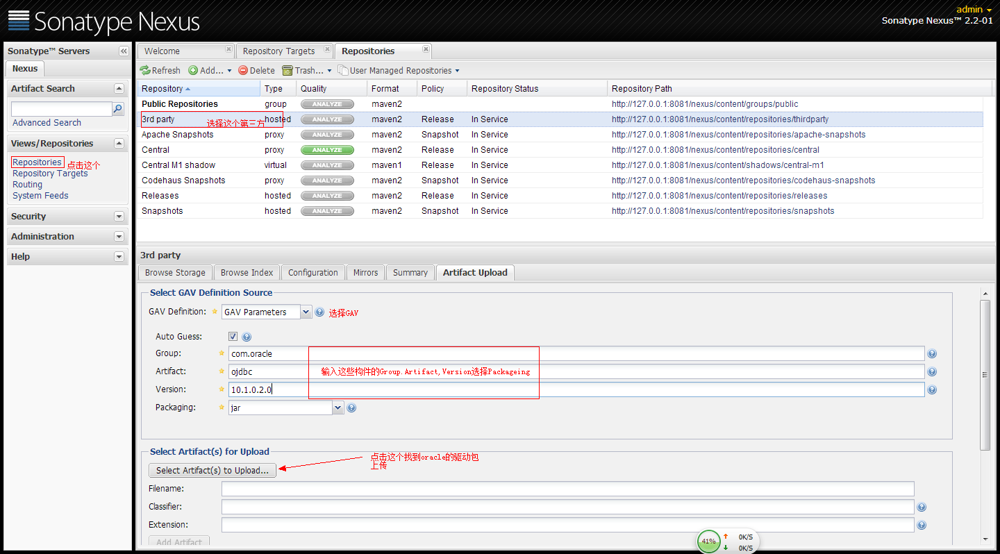 Sonatype Nexus
admin
Sonatype Nexus™ 2.2-01
Sonatype™ Servers
Nexus
Artifact Search
Advanced Search
Views/Repositories
Repositories 点击这个
Repository Targets
Routing
System Feeds
Security
Administration
Help
Welcome Repository Targets Repositories
Refresh Add... Delete Trash... User Managed Repositories
Repository Type Quality Format Policy Repository Status Repository Path
Public Repositories group ANALYZE maven2 http://127.0.0.1:8081/nexus/content/groups/public
3rd party 选择这个第三方 hosted ANALYZE maven2 Release In Service http://127.0.0.1:8081/nexus/content/repositories/thirdparty
Apache Snapshots proxy ANALYZE maven2 Snapshot In Service http://127.0.0.1:8081/nexus/content/repositories/apache-snapshots
Central proxy ANALYZE maven2 Release In Service http://127.0.0.1:8081/nexus/content/repositories/central
Central M1 shadow virtual ANALYZE maven1 Release In Service http://127.0.0.1:8081/nexus/content/shadows/central-m1
Codehaus Snapshots proxy ANALYZE maven2 Snapshot In Service http://127.0.0.1:8081/nexus/content/repositories/codehaus-snapshots
Releases hosted ANALYZE maven2 Release In Service http://127.0.0.1:8081/nexus/content/repositories/releases
Snapshots hosted ANALYZE maven2 Snapshot In Service http://127.0.0.1:8081/nexus/content/repositories/snapshots
3rd party
Browse Storage Browse Index Configuration Mirrors Summary Artifact Upload
Select GAV Definition Source
GAV Definition: GAV Parameters 选择GAV
Auto Guess:
Group: com.oracle
Artifact: ojdbc 输入这些构件的Group.Artifact,Version选择Packageing
Version: 10.1.0.2.0
Packaging: jar
Select Artifact(s) for Upload
点击这个找到oracle的驱动包
上传
Select Artifact(s) to Upload...
Filename:
Classifier:
Extension:
Add Artifact
41% 0K/S
0K/S